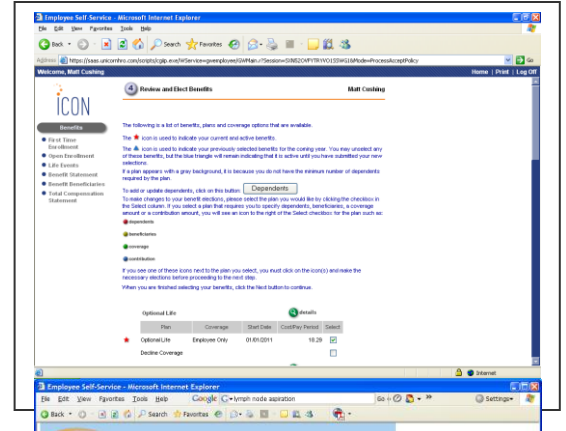 Employee Self-Service - Microsoft Internet Explorer
File Edit View Favorites Tools Help
Back Search Favorites
Address https://saas.unicornhro.com/scripts/cgiip.exe/WService=gvemployee/ Go
Welcome, Matt Cushing Home | Print | Log Off
icon
4 Review and Elect Benefits Matt Cushing
Benefits
First Time Enrollment
Open Enrollment
Life Events
Benefit Statement
Benefit Beneficiaries
Total Compensation Statement
The following is a list of benefits, plans and coverage options that are available.
The icon is used to indicate your current and active benefits.
The icon is used to indicate your previously selected benefits for the coming year. You may unselect any
of these benefits, but the blue triangle will remain indicating that it is active until you have submitted your new
selections.
If a plan appears with a gray background, it is because you do not have the minimum number of dependents
required by the plan.
To add or update dependents, click on this button: Dependents
To make changes to your benefit elections, please select the plan you would like by clicking the checkbox in
the Select column. If you select a plan that requires you to specify dependents, beneficiaries, a coverage
amount or a contribution amount, you will see an icon to the right of the Select checkbox for the plan such as:
dependents
beneficiaries
coverage
contribution
If you see one of these icons next to the plan you select, you must click on the icon(s) and make the
necessary elections before proceeding to the next step.
When you are finished selecting your benefits, click the Next button to continue.
Optional Life details
Plan Coverage Start Date Cost/Pay Period Select
Optional Life Employee Only 01/01/2011 18.29
Decline Coverage
Internet
Employee Self-Service - Microsoft Internet Explorer
File Edit View Favorites Tools Help Google lymph node aspiration Go Settings
Back Search Favorites